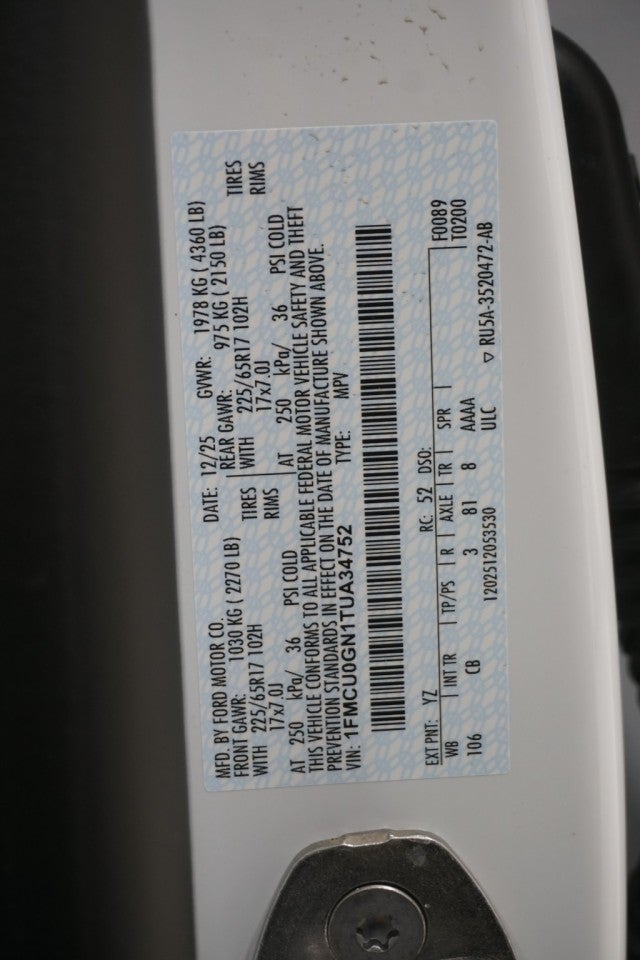 MFD. BY FORD MOTOR CO.
DATE: 12/25 GVWR: 1978 KG ( 4360 LB)
FRONT GAWR: 1030 KG ( 2270 LB) REAR GAWR: 975 KG ( 2150 LB)
WITH 225/65R17 102H TIRES WITH 225/65R17 102H TIRES
17x7.0J RIMS 17x7.0J RIMS
AT 250 kPa/ 36 PSI COLD AT 250 kPa/ 36 PSI COLD
THIS VEHICLE CONFORMS TO ALL APPLICABLE FEDERAL MOTOR VEHICLE SAFETY AND THEFT
PREVENTION STANDARDS IN EFFECT ON THE DATE OF MANUFACTURE SHOWN ABOVE.
VIN: 1FMCU0GN1TUA34752 TYPE: MPV
EXT PNT: YZ RC: 52 DSO: F0089
WB INT TR TP/PS R AXLE TR SPR T0200
106 CB 3 81 8 AAAA
1202512053530 ULC ▽ RU5A-3520472-AB